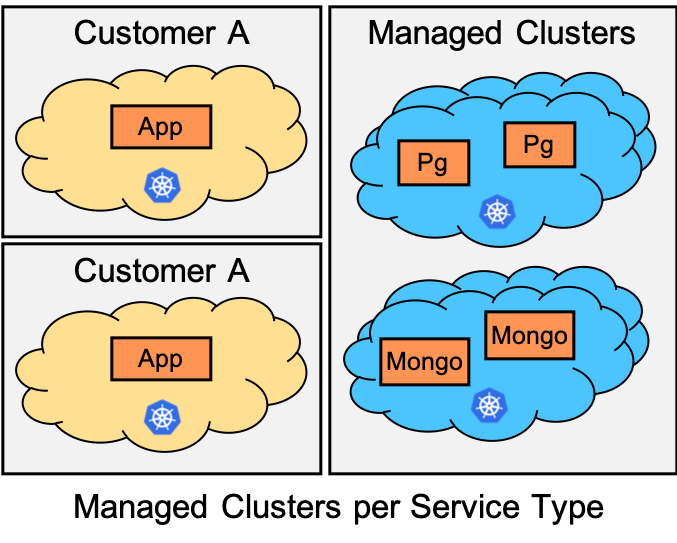 Customer A
App
Customer A
App
Managed Clusters
Pg
Pg
Mongo
Mongo
Managed Clusters per Service Type